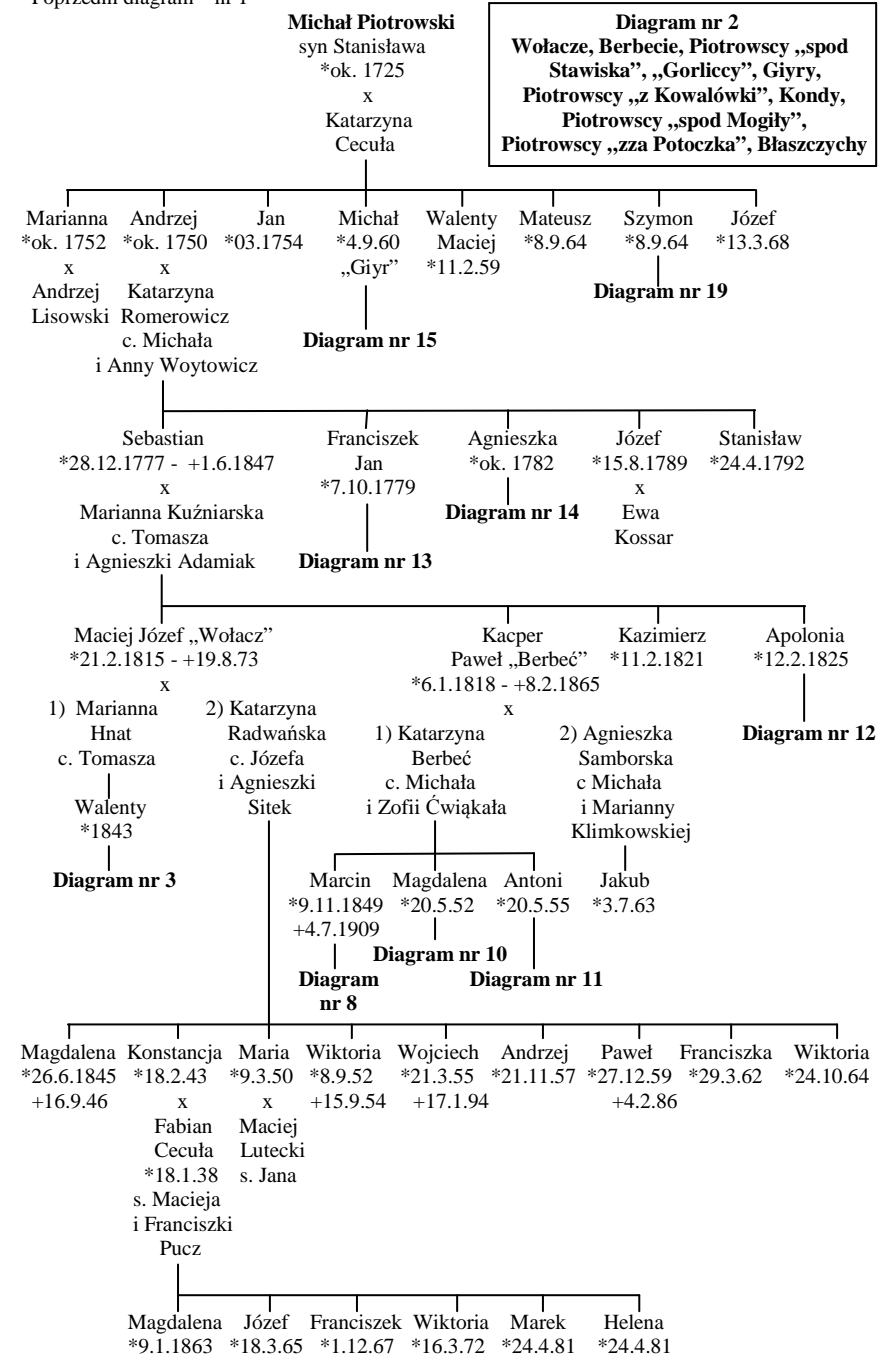 Poprzedni diagram – nr 1
Michał Piotrowski
syn Stanisława
*ok. 1725
x
Katarzyna
Cecuła
Diagram nr 2
Wołacze, Berbecie, Piotrowscy „spod
Stawiska”, „Gorliccy”, Giyry,
Piotrowscy „z Kowalówki”, Kondy,
Piotrowscy „spod Mogiły”,
Piotrowscy „zza Potoczka”, Błaszczychy
Marianna Andrzej Jan Michał Walenty Mateusz Szymon Józef
*ok. 1752 *ok. 1750 *03.1754 *4.9.60 Maciej *8.9.64 *8.9.64 *13.3.68
x x „Giyr” *11.2.59
Andrzej Katarzyna Diagram nr 19
Lisowski Romerowicz
c. Michała Diagram nr 15
i Anny Woytowicz
Sebastian Franciszek Agnieszka Józef Stanisław
*28.12.1777 - +1.6.1847 Jan *ok. 1782 *15.8.1789 *24.4.1792
x *7.10.1779 x
Marianna Kuźniarska Diagram nr 14 Ewa
c. Tomasza Kossar
i Agnieszki Adamiak Diagram nr 13
Maciej Józef „Wołacz” Kacper Kazimierz Apolonia
*21.2.1815 - +19.8.73 Paweł „Berbeć” *11.2.1821 *12.2.1825
x *6.1.1818 - +8.2.1865
1) Marianna 2) Katarzyna x Diagram nr 12
Hnat Radwańska 1) Katarzyna 2) Agnieszka
c. Tomasza c. Józefa Berbeć Samborska
i Agnieszki c. Michała c Michała
Walenty Sitek i Zofii Ćwiąkała i Marianny
*1843 Klimkowskiej
Diagram nr 3 Marcin Magdalena Antoni Jakub
*9.11.1849 *20.5.52 *20.5.55 *3.7.63
+4.7.1909
Diagram nr 10
Diagram Diagram nr 11
nr 8
Magdalena Konstancja Maria Wiktoria Wojciech Andrzej Paweł Franciszka Wiktoria
*26.6.1845 *18.2.43 *9.3.50 *8.9.52 *21.3.55 *21.11.57 *27.12.59 *29.3.62 *24.10.64
+16.9.46 x x +15.9.54 +17.1.94 +4.2.86
Fabian Maciej
Cecuła Lutecki
*18.1.38 s. Jana
s. Macieja
i Franciszki
Pucz
Magdalena Józef Franciszek Wiktoria Marek Helena
*9.1.1863 *18.3.65 *1.12.67 *16.3.72 *24.4.81 *24.4.81